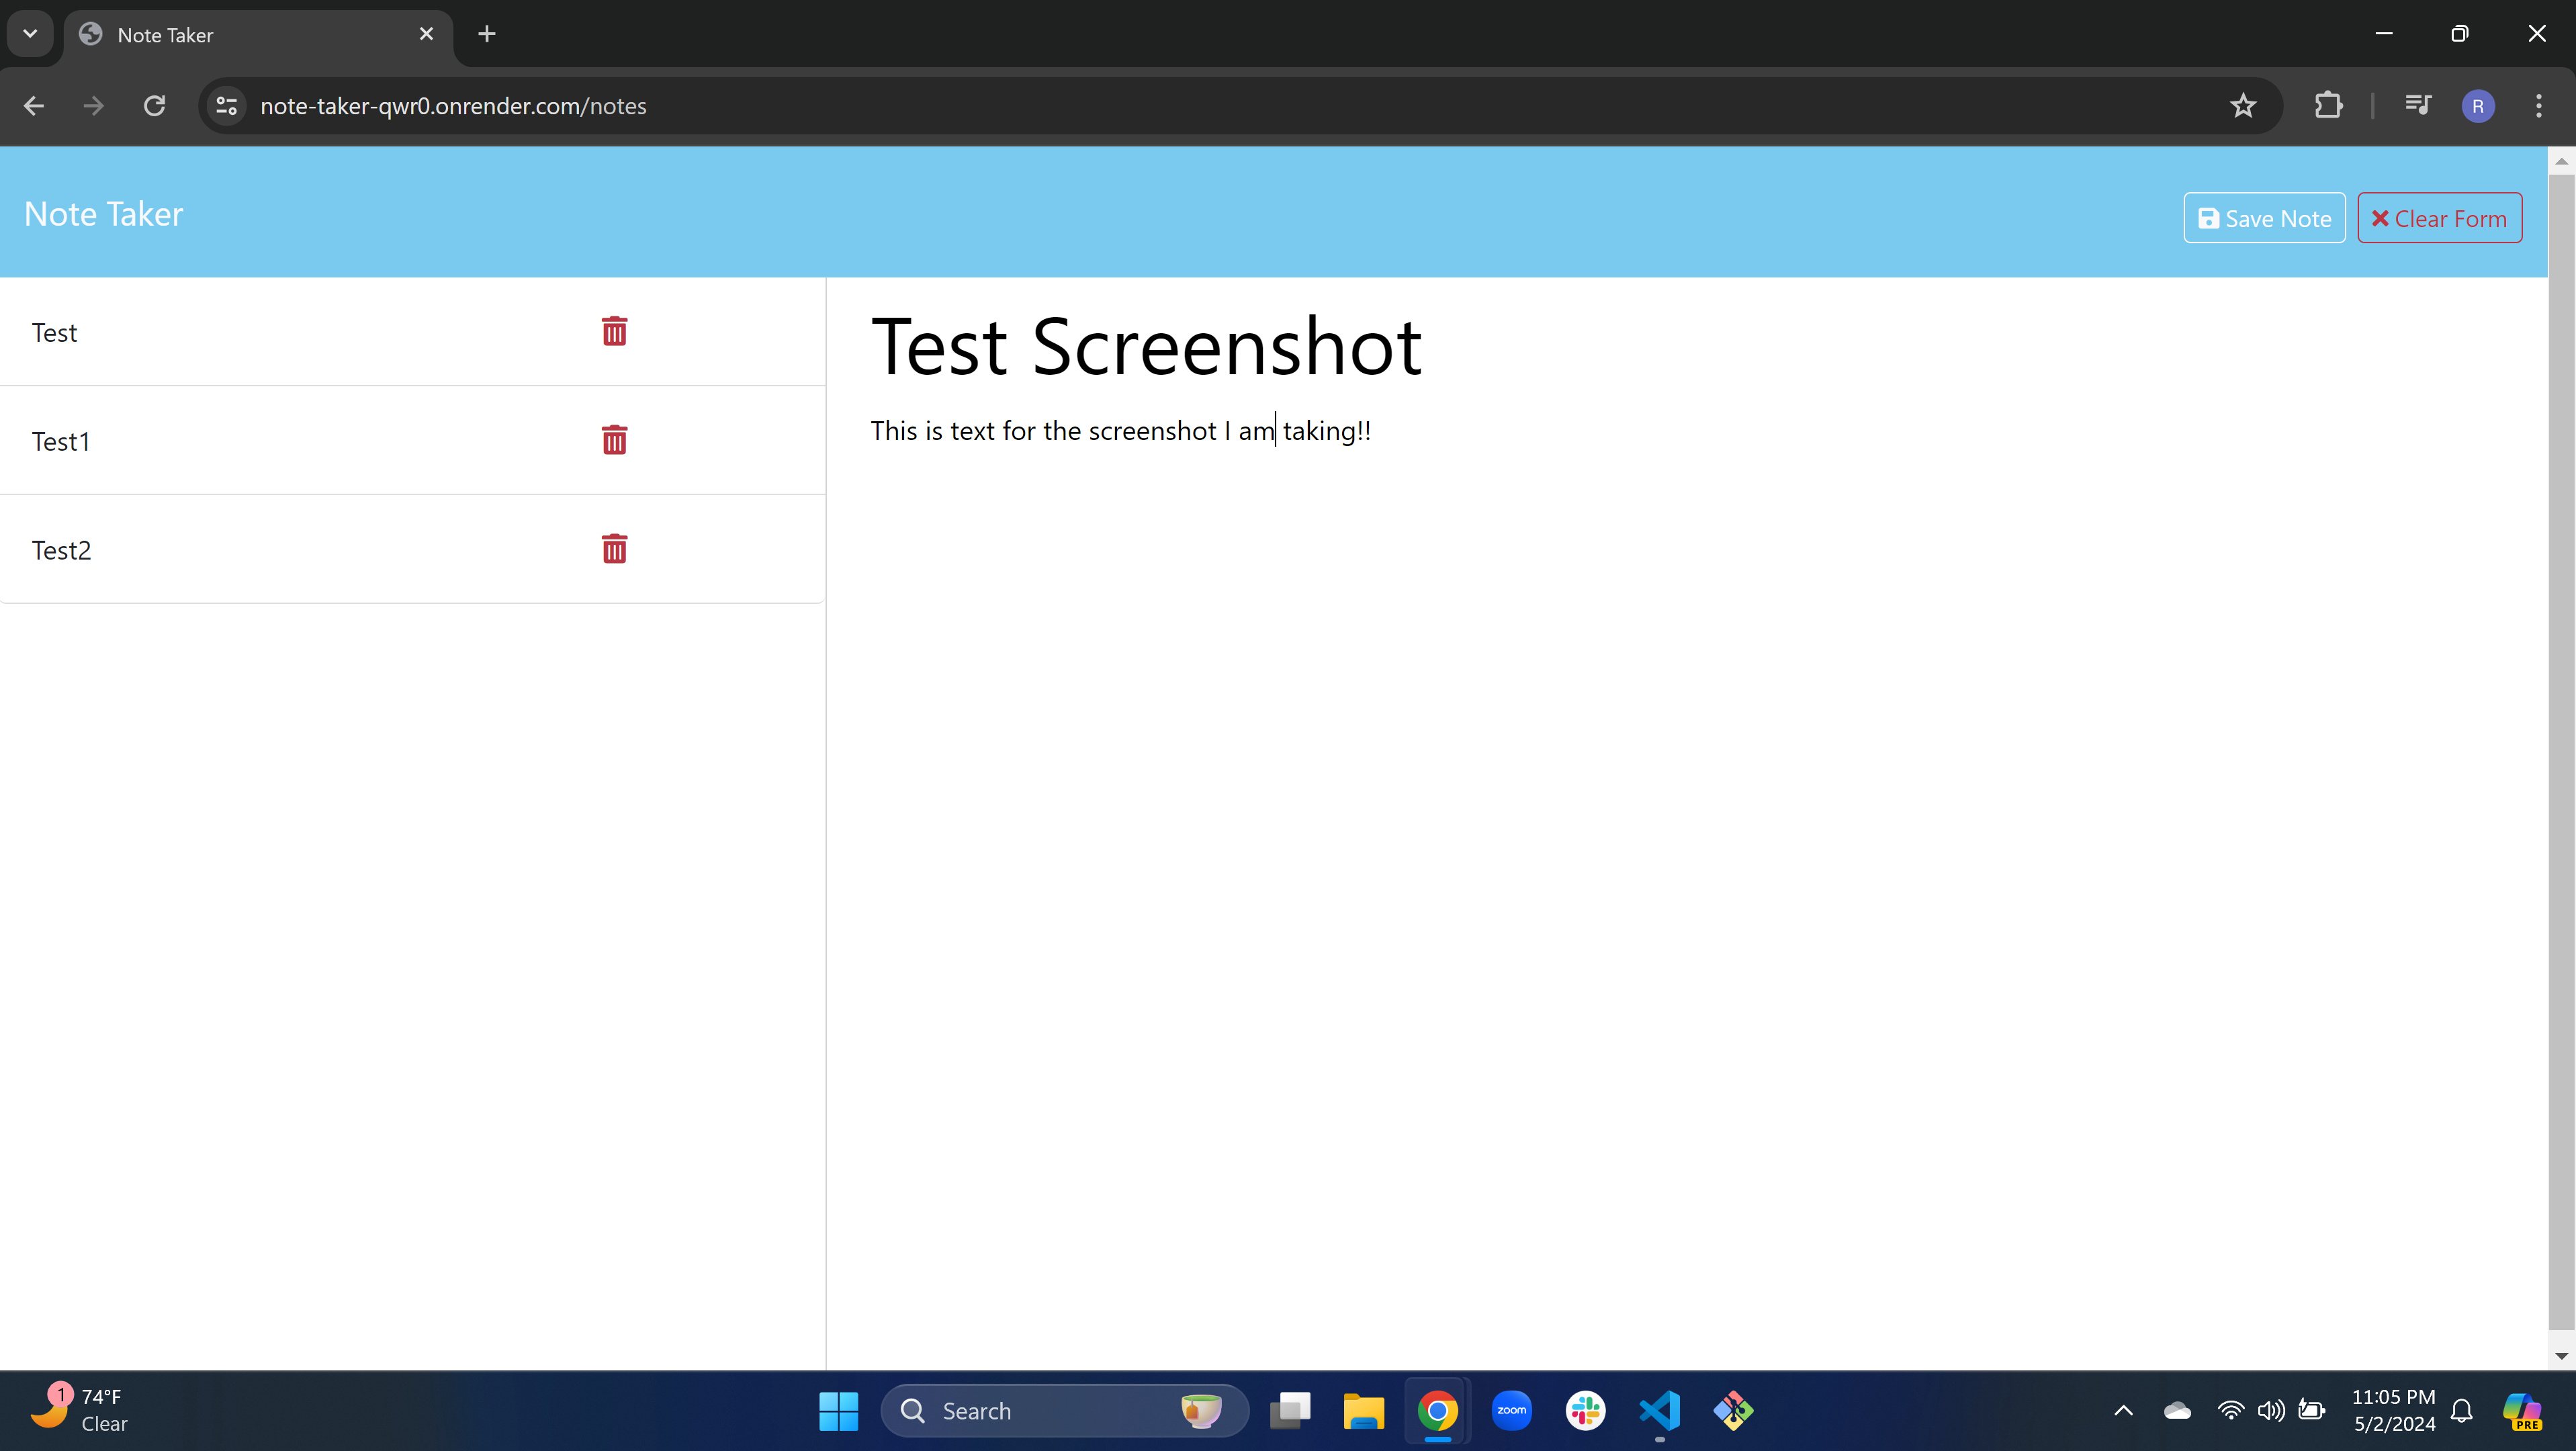 Note Taker
note-taker-qwr0.onrender.com/notes
R
Note Taker
Save Note
Clear Form
Test
Test1
Test2
Test Screenshot
This is text for the screenshot I am taking!!
1
74°F
Clear
Search
zoom
11:05 PM
5/2/2024
PRE